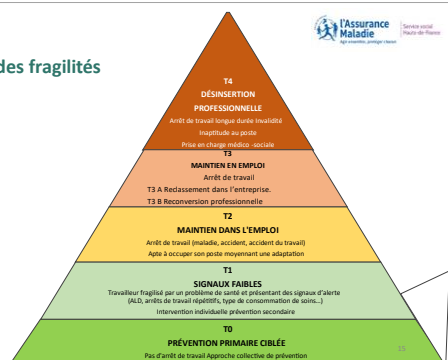 des fragilités
l'Assurance
Maladie
Agir ensemble, protéger chacun
Service social
Hauts-de-France
T4
DÉSINSERTION
PROFESSIONNELLE
Arrêt de travail longue durée Invalidité
Inaptitude au poste
Prise en charge médico -sociale
T3
MAINTIEN EN EMPLOI
Arrêt de travail
T3 A Reclassement dans l'entreprise.
T3 B Reconversion professionnelle
T2
MAINTIEN DANS L'EMPLOI
Arrêt de travail (maladie, accident, accident du travail)
Apte à occuper son poste moyennant une adaptation
T1
SIGNAUX FAIBLES
Travailleur fragilisé par un problème de santé et présentant des signaux d'alerte
(ALD, arrêts de travail répétitifs, type de consommation de soins...)
Intervention individuelle prévention secondaire
T0
PRÉVENTION PRIMAIRE CIBLÉE
Pas d'arrêt de travail Approche collective de prévention
15